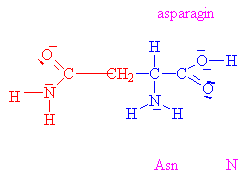 asparagin
O H
C CH2 C C O H
O
H N N
H H H
Asn N